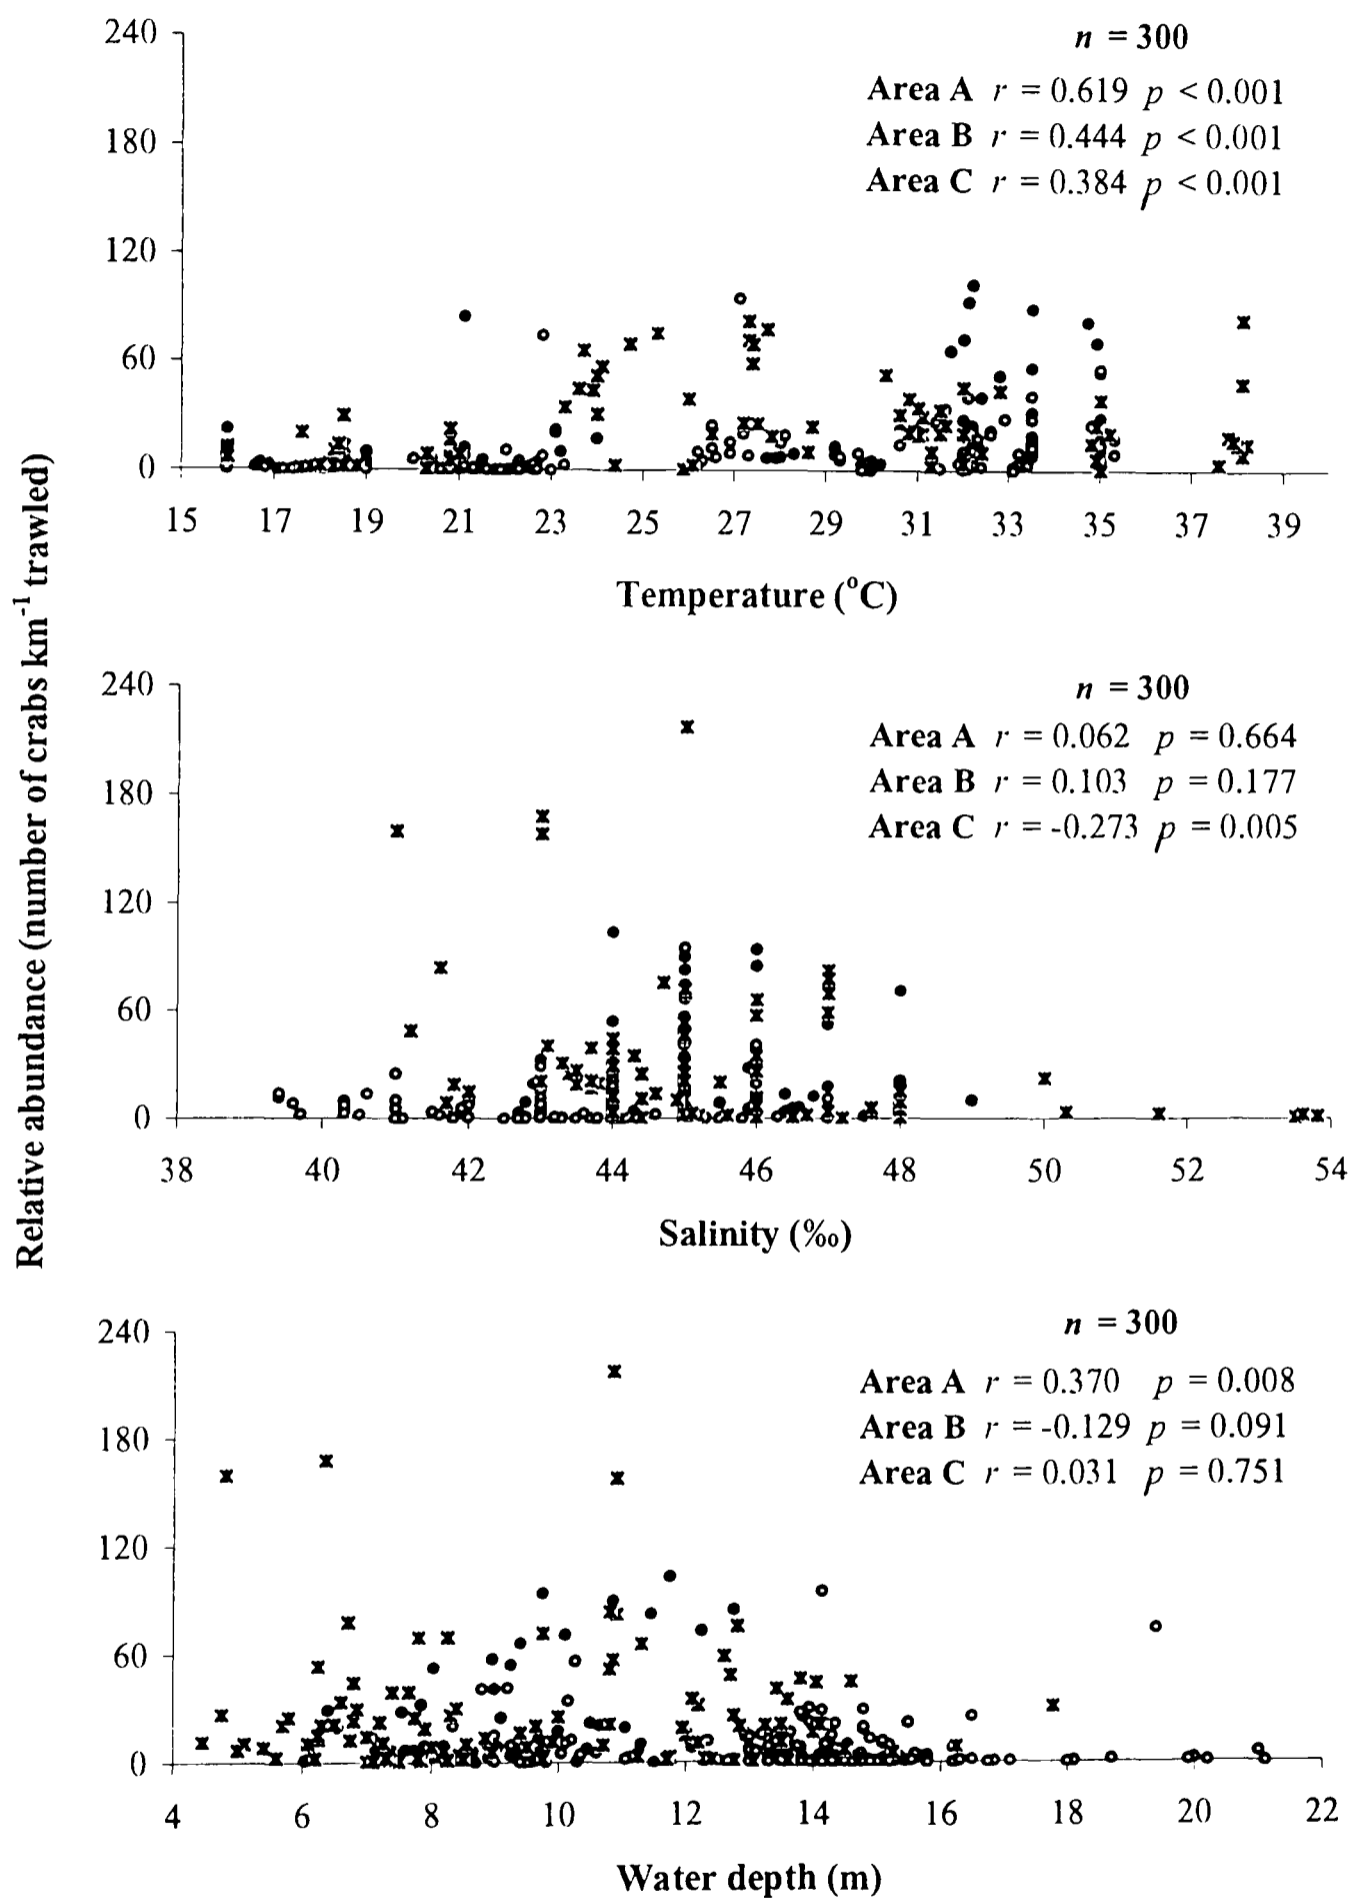 Relative abundance (number of crabs km⁻¹ trawled)
240
180
120
60
0
n = 300
Area A r = 0.619 p < 0.001
Area B r = 0.444 p < 0.001
Area C r = 0.384 p < 0.001
15 17 19 21 23 25 27 29 31 33 35 37 39
Temperature (°C)
240
180
120
60
0
n = 300
Area A r = 0.062 p = 0.664
Area B r = 0.103 p = 0.177
Area C r = -0.273 p = 0.005
38 40 42 44 46 48 50 52 54
Salinity (‰)
240
180
120
60
0
n = 300
Area A r = 0.370 p = 0.008
Area B r = -0.129 p = 0.091
Area C r = 0.031 p = 0.751
4 6 8 10 12 14 16 18 20 22
Water depth (m)